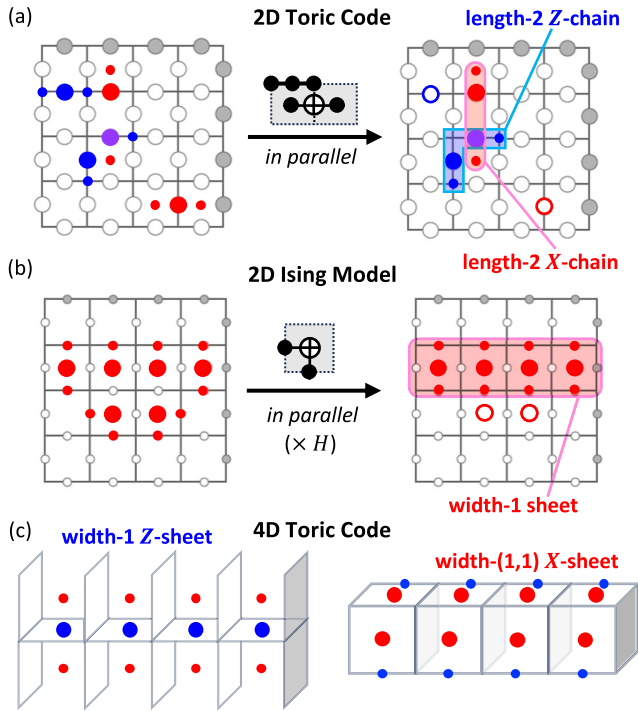 (a)
2D Toric Code
length-2 Z-chain
in parallel
length-2 X-chain
(b)
2D Ising Model
in parallel
(× H)
width-1 sheet
(c)
4D Toric Code
width-1 Z-sheet
width-(1,1) X-sheet